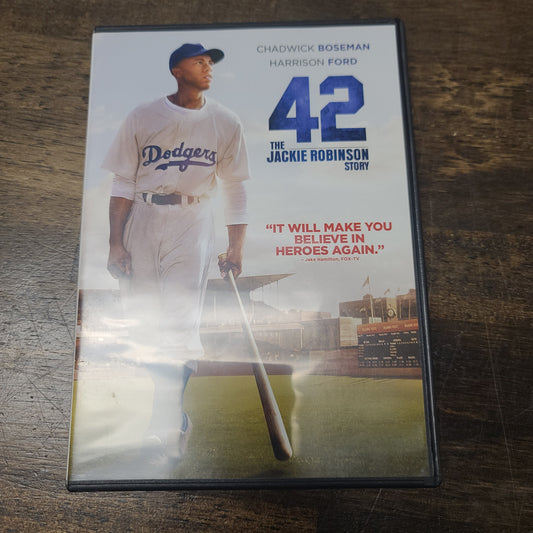 CHADWICK BOSEMAN
HARRISON FORD
42
THE
JACKIE ROBINSON
STORY
Dodgers
“IT WILL MAKE YOU
BELIEVE IN
HEROES AGAIN.”
– Jake Hamilton, FOX-TV